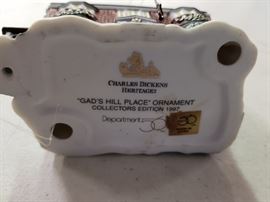 CHARLES DICKENS
HERITAGE
"GAD'S HILL PLACE" ORNAMENT
COLLECTORS EDITION 1997
Department